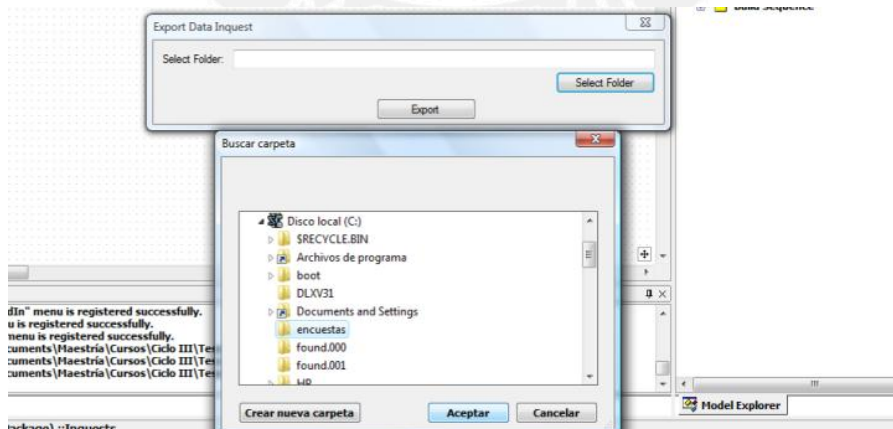 Build Sequence
Export Data Inquest
Select Folder:
Select Folder
Export
Buscar carpeta
Disco local (C:)
$RECYCLE.BIN
Archivos de programa
boot
DLXV31
Documents and Settings
encuestas
found.000
found.001
HP
Crear nueva carpeta
Aceptar
Cancelar
dIn" menu is registered successfully.
u is registered successfully.
menu is registered successfully.
cuments\Maestría\Cursos\Ciclo III\Tes
cuments\Maestría\Cursos\Ciclo III\Tes
cuments\Maestría\Cursos\Ciclo III\Tes
Model Explorer
ackage) ::Inquests